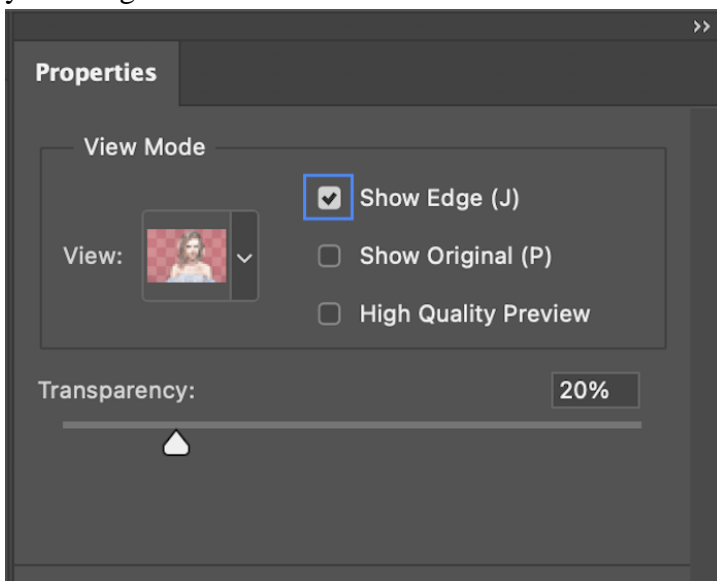 Properties
View Mode
Show Edge (J)
View:
Show Original (P)
High Quality Preview
Transparency:
20%